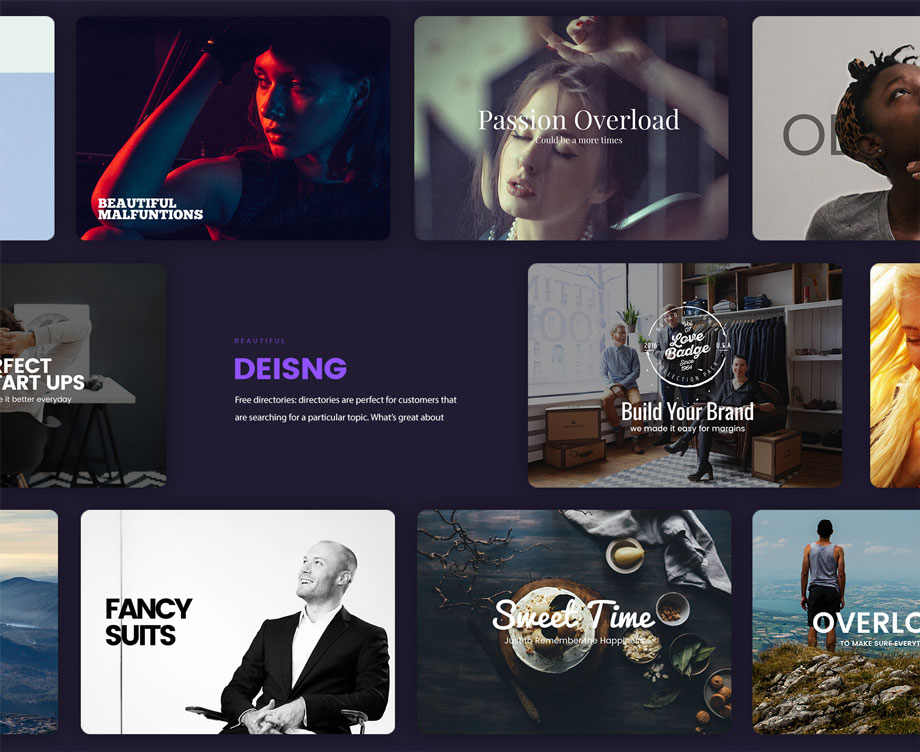 BEAUTIFUL
MALFUNTIONS
Passion Overload
Could be a more times
RFECT
TART UPS
e it better everyday
BEAUTIFUL
DEISNG
Free directories: directories are perfect for customers that
are searching for a particular topic. What's great about
2016
Love
Badge
U.S.A
Since
1964
Build Your Brand
we made it easy for margins
FANCY
SUITS
Sweet Time
Just to Remember the Happiness
OVERLO
TO MAKE SURE EVERYT